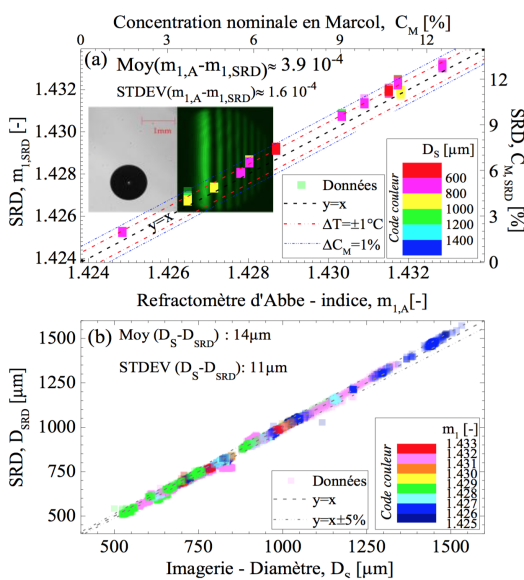 Concentration nominale en Marcol, C_M [%]
0 5 10 15
(a) Moy(m_1,A-m_1,SRD)≈ 3.9 10^-4
STDEV(m_1,A-m_1,SRD)≈ 1.6 10^-4
SRD, m_1,SRD [-]
1.432
1.430
1.428
1.426
1.424
1mm
y=x
Données
y=x
ΔT=±1°C
ΔC_M=1%
D_S [µm]
Code couleur
600
800
1000
1200
1400
15
12
9
6
3
0
SRD, C_M,SRD [%]
1.424 1.426 1.428 1.430 1.432
Refractomètre d'Abbe - indice, m_1,A[-]
(b) Moy (D_S-D_SRD) : 14µm
STDEV (D_S-D_SRD): 11µm
SRD, D_SRD [µm]
1500
1250
1000
750
500
Données
y=x
y=x±5%
m_1 [-]
Code couleur
1.433
1.432
1.431
1.430
1.429
1.428
1.427
1.426
1.425
500 750 1000 1250 1500
Imagerie - Diamètre, D_S [µm]